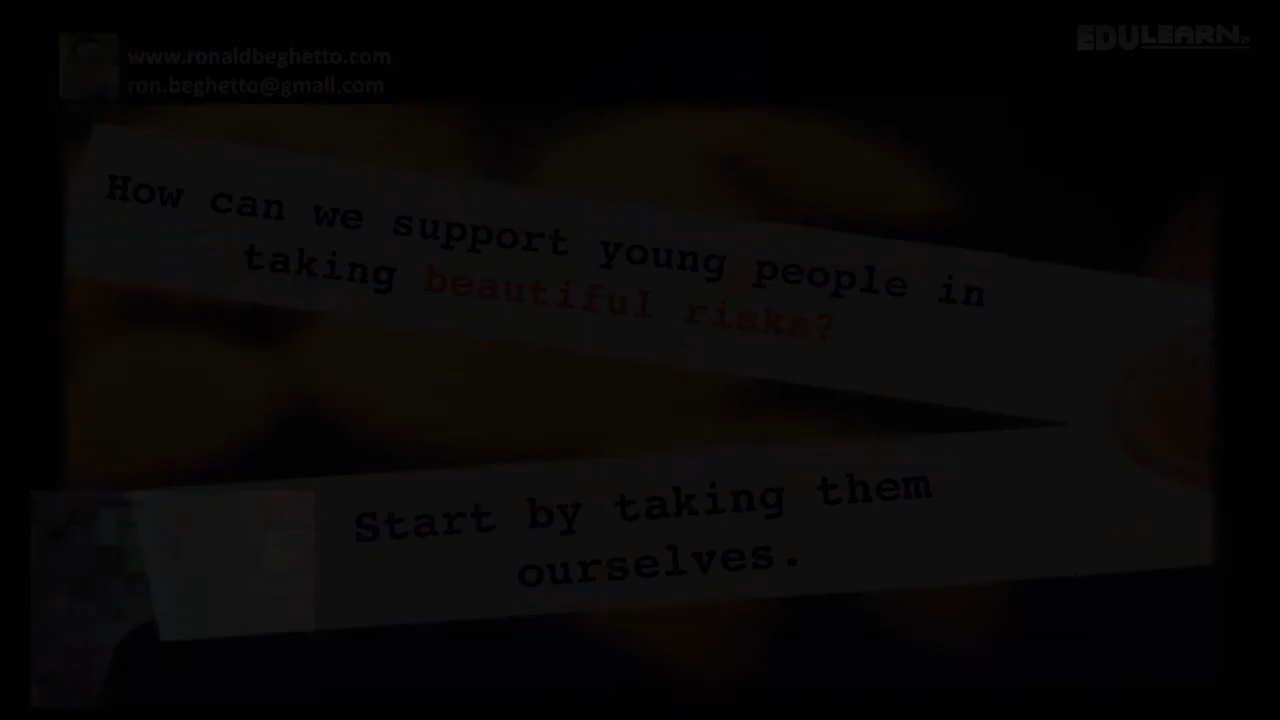 www.ronaldbeghetto.com
ron.beghetto@gmail.com
EDULEARN
How can we support young people in
taking beautiful risks?
Start by taking them
ourselves.